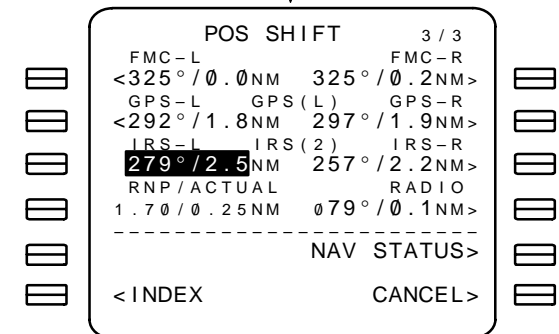 POS SHIFT 3/3
FMC-L FMC-R
<325°/0.0NM 325°/0.2NM>
GPS-L GPS(L) GPS-R
<292°/1.8NM 297°/1.9NM>
IRS-L IRS(2) IRS-R
279°/2.5NM 257°/2.2NM>
RNP/ACTUAL RADIO
1.70/0.25NM 079°/0.1NM>
------------------------
NAV STATUS>
<INDEX CANCEL>